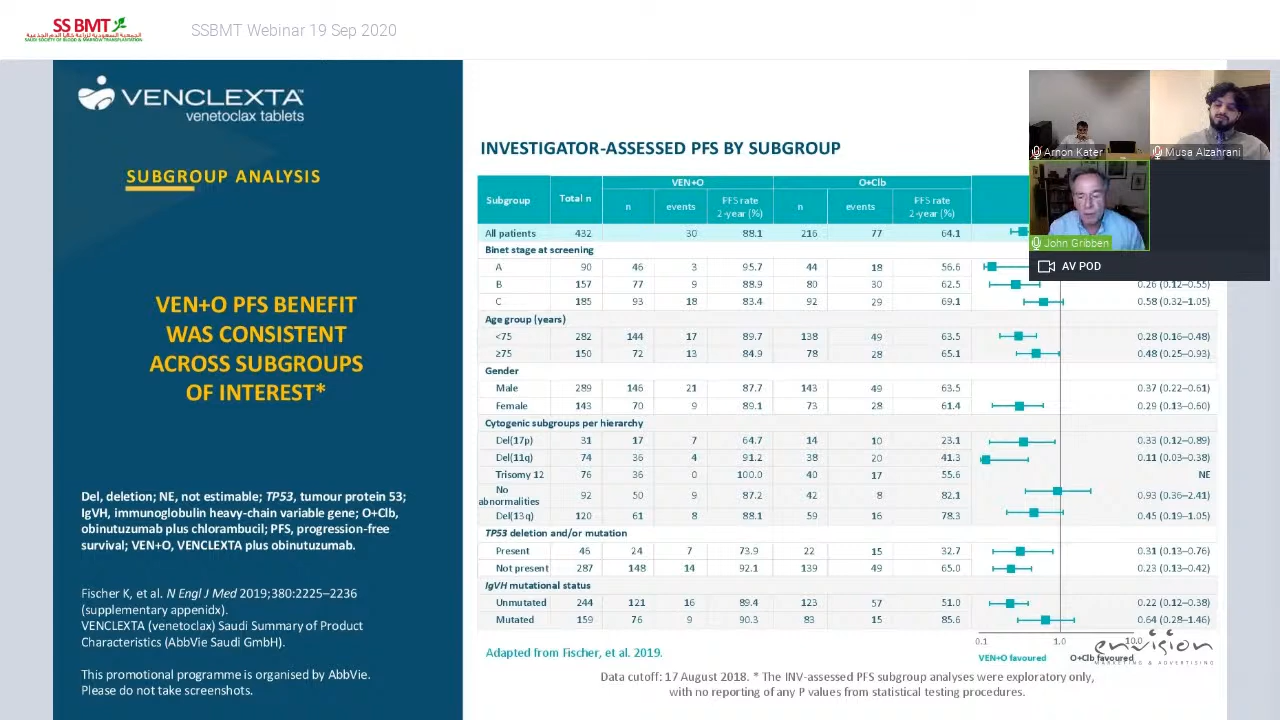 SS BMT
SSBMT Webinar 19 Sep 2020
VENCLEXTA
venetoclax tablets
SUBGROUP ANALYSIS
VEN+O PFS BENEFIT
WAS CONSISTENT
ACROSS SUBGROUPS
OF INTEREST*
Del, deletion; NE, not estimable; TP53, tumour protein 53;
IgVH, immunoglobulin heavy-chain variable gene; O+Clb,
obinutuzumab plus chlorambucil; PFS, progression-free
survival; VEN+O, VENCLEXTA plus obinutuzumab.
Fischer K, et al. N Engl J Med 2019;380:2225–2236
(supplementary appenidx).
VENCLEXTA (venetoclax) Saudi Summary of Product
Characteristics (AbbVie Saudi GmbH).
This promotional programme is organised by AbbVie.
Please do not take screenshots.
INVESTIGATOR-ASSESSED PFS BY SUBGROUP
VEN+O O+Clb
Subgroup Total n n events PFS rate 2-year (%) n events PFS rate 2-year (%)
All patients 432 30 88.1 216 77 64.1
Binet stage at screening
A 90 46 3 95.7 44 18 56.6
B 157 77 9 88.9 80 30 62.5 0.26 (0.12–0.55)
C 185 93 18 83.4 92 29 69.1 0.58 (0.32–1.05)
Age group (years)
<75 282 144 17 89.7 138 49 63.5 0.28 (0.16–0.48)
≥75 150 72 13 84.9 78 28 65.1 0.48 (0.25–0.93)
Gender
Male 289 146 21 87.7 143 49 63.5 0.37 (0.22–0.61)
Female 143 70 9 89.1 73 28 61.4 0.29 (0.13–0.60)
Cytogenic subgroups per hierarchy
Del(17p) 31 17 7 64.7 14 10 23.1 0.33 (0.12–0.89)
Del(11q) 74 36 4 91.2 38 20 41.3 0.11 (0.03–0.38)
Trisomy 12 76 36 0 100.0 40 17 55.6 NE
No abnormalities 92 50 9 87.2 42 8 82.1 0.93 (0.36–2.41)
Del(13q) 120 61 8 88.1 59 16 78.3 0.45 (0.19–1.05)
TP53 deletion and/or mutation
Present 46 24 7 73.9 22 15 32.7 0.31 (0.13–0.76)
Not present 287 148 14 92.1 139 49 65.0 0.23 (0.13–0.42)
IgVH mutational status
Unmutated 244 121 16 89.4 123 57 51.0 0.22 (0.12–0.38)
Mutated 159 76 9 90.3 83 15 85.6 0.64 (0.28–1.46)
0.1 1.0 10.0
VEN+O favoured O+Clb favoured
envision
MARKETING & ADVERTISING
Adapted from Fischer, et al. 2019.
Data cutoff: 17 August 2018. * The INV-assessed PFS subgroup analyses were exploratory only,
with no reporting of any P values from statistical testing procedures.
Arnon Kater
Musa Alzahrani
John Gribben
AV POD